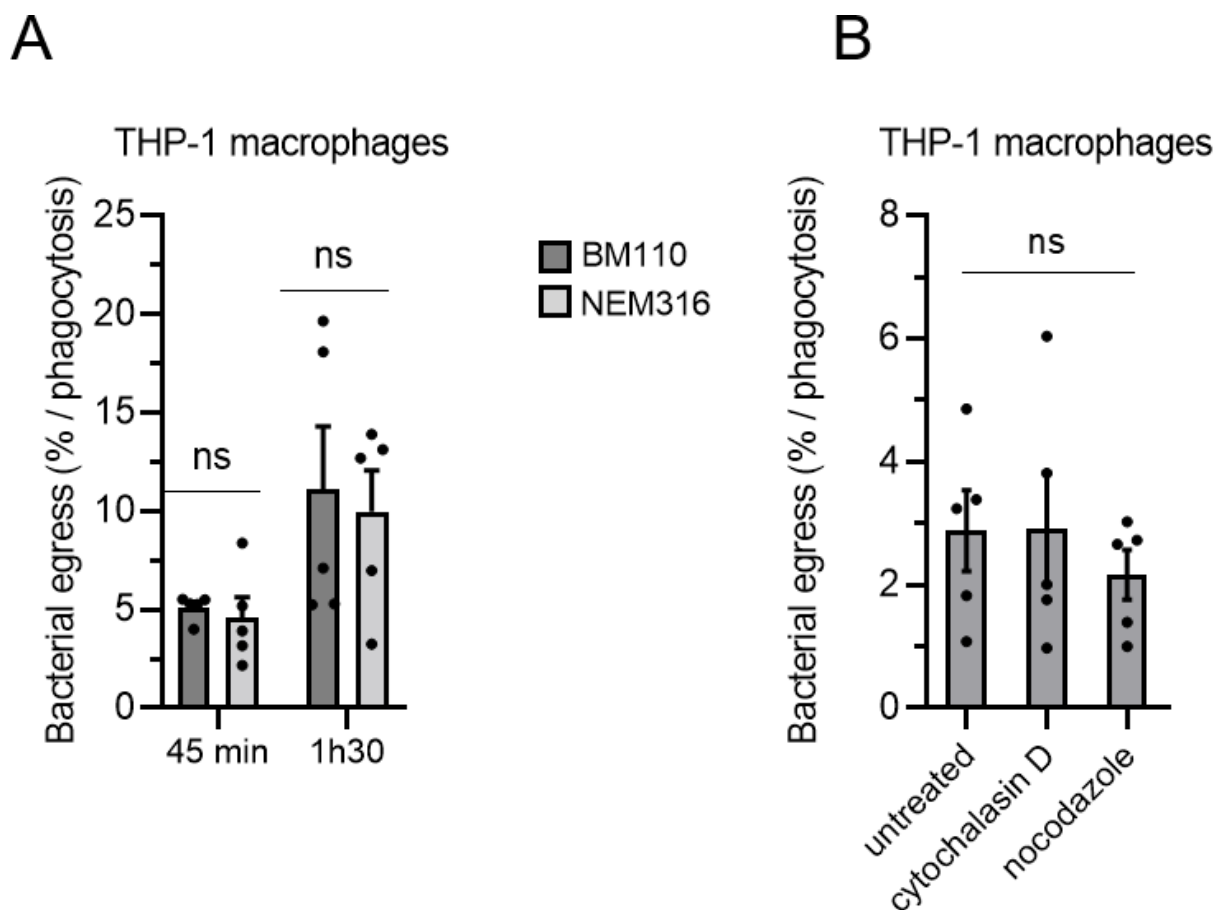 A
THP-1 macrophages
Bacterial egress (% / phagocytosis)
25
20
15
10
5
0
ns
ns
45 min
1h30
BM110
NEM316
B
THP-1 macrophages
Bacterial egress (% / phagocytosis)
8
6
4
2
0
ns
untreated
cytochalasin D
nocodazole